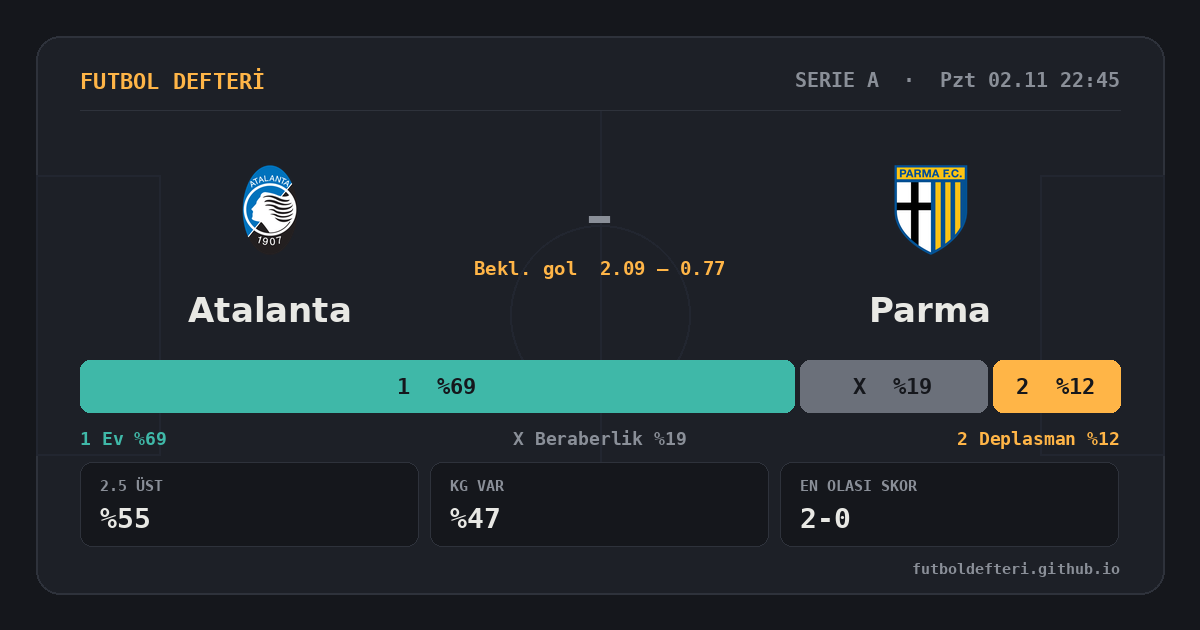 FUTBOL DEFTERİ
SERIE A · Pzt 02.11 22:45
ATALANTA
1907
PARMA F.C.
Bekl. gol 2.09 – 0.77
Atalanta
Parma
1 %69
X %19
2 %12
1 Ev %69
X Beraberlik %19
2 Deplasman %12
2.5 ÜST
KG VAR
EN OLASI SKOR
%55
%47
2-0
futboldefteri.github.io